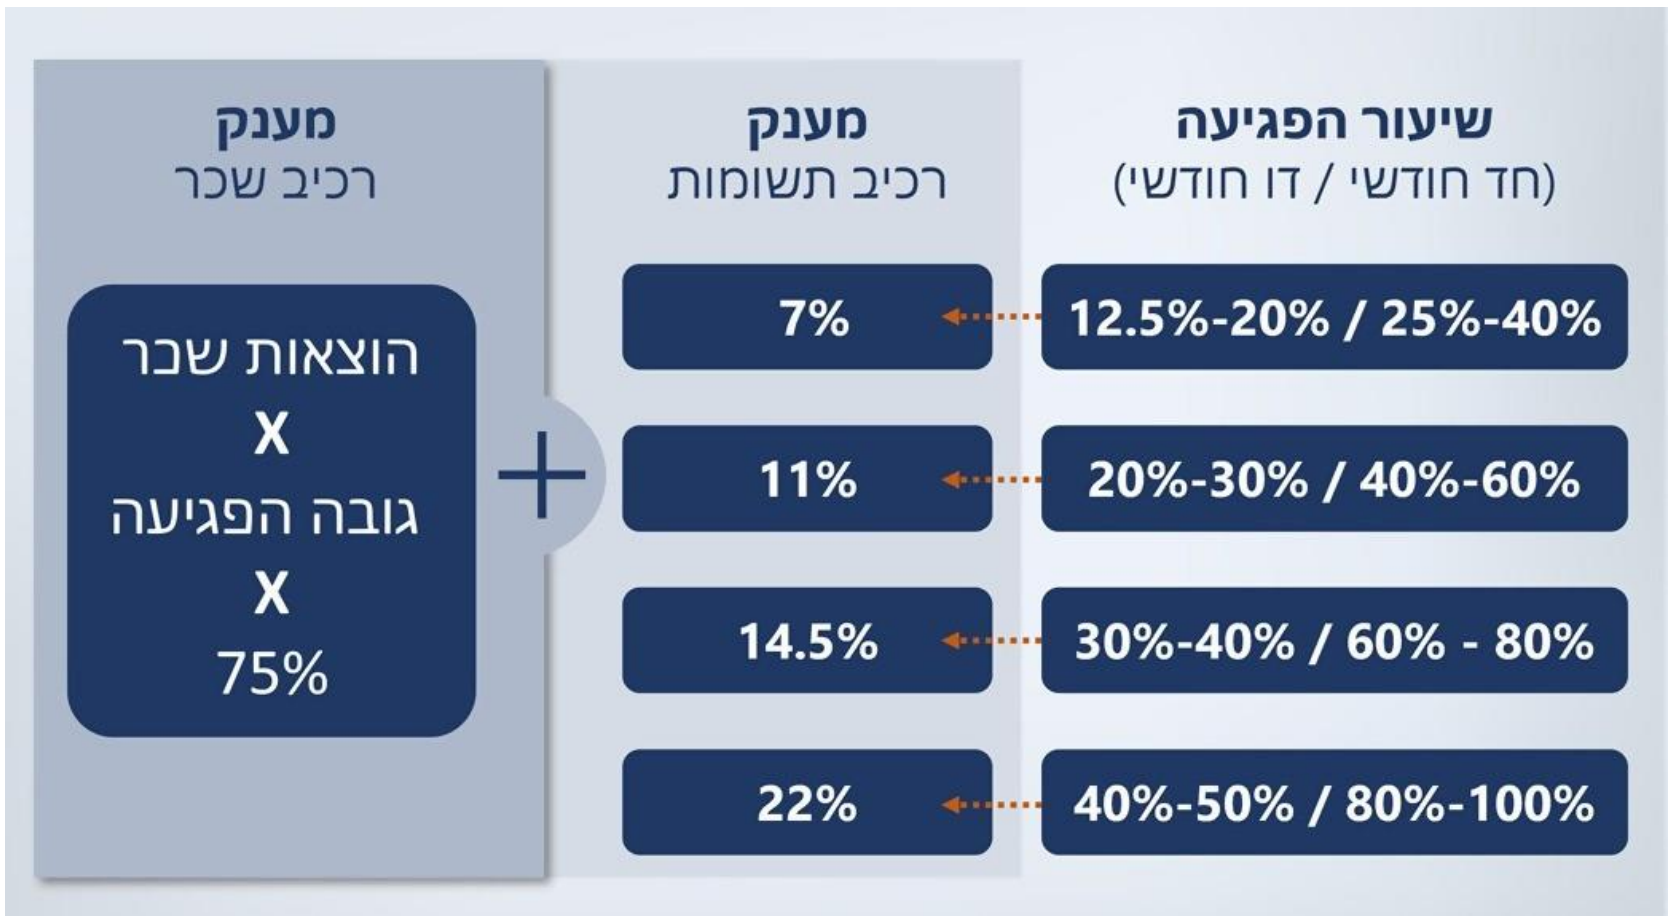 שיעור הפגיעה
(חד חודשי / דו חודשי)
12.5%-20% / 25%-40%
20%-30% / 40%-60%
30%-40% / 60% - 80%
40%-50% / 80%-100%
מענק
רכיב תשומות
7%
11%
14.5%
22%
+
מענק
רכיב שכר
הוצאות שכר
X
גובה הפגיעה
X
75%